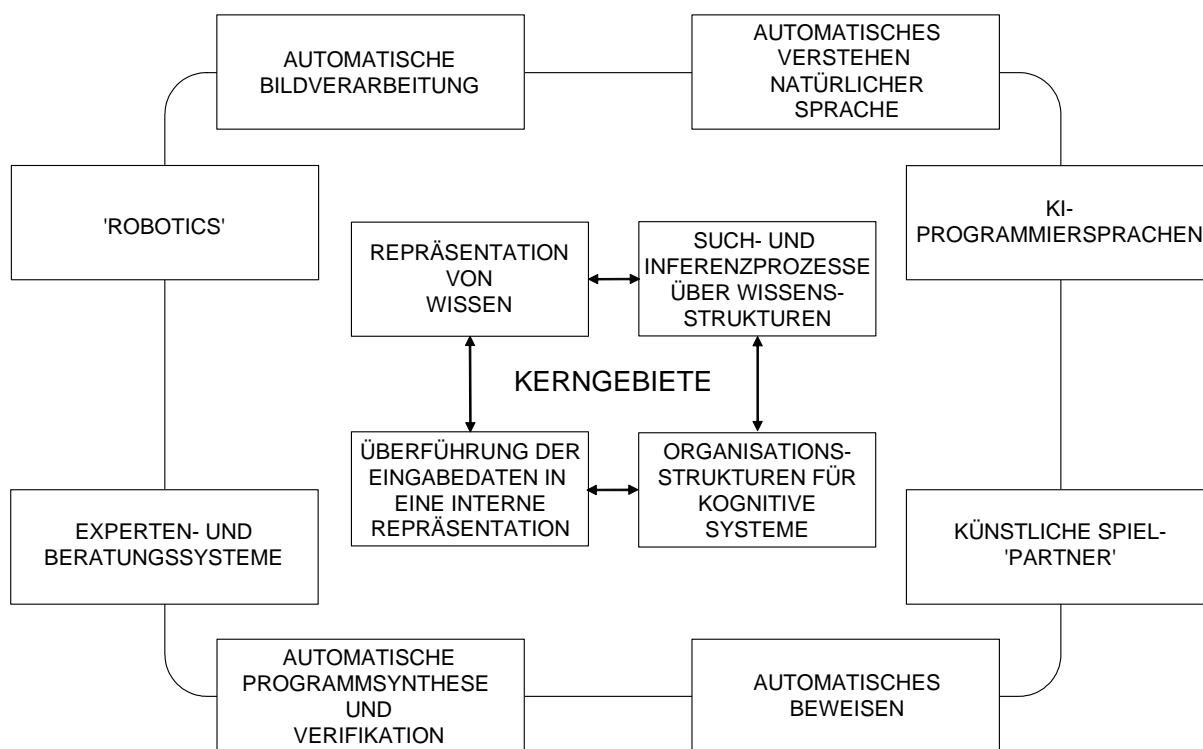 AUTOMATISCHE
BILDVERARBEITUNG
AUTOMATISCHES
VERSTEHEN
NATÜRLICHER
SPRACHE
'ROBOTICS'
KI-
PROGRAMMIERSPRACHEN
REPRÄSENTATION
VON
WISSEN
SUCH- UND
INFERENZPROZESSE
ÜBER WISSENS-
STRUKTUREN
KERNGEBIETE
ÜBERFÜHRUNG DER
EINGABEDATEN IN
EINE INTERNE
REPRÄSENTATION
ORGANISATIONS-
STRUKTUREN FÜR
KOGNITIVE
SYSTEME
EXPERTEN- UND
BERATUNGSSYSTEME
KÜNSTLICHE SPIEL-
'PARTNER'
AUTOMATISCHE
PROGRAMMSYNTHESE
UND
VERIFIKATION
AUTOMATISCHES
BEWEISEN